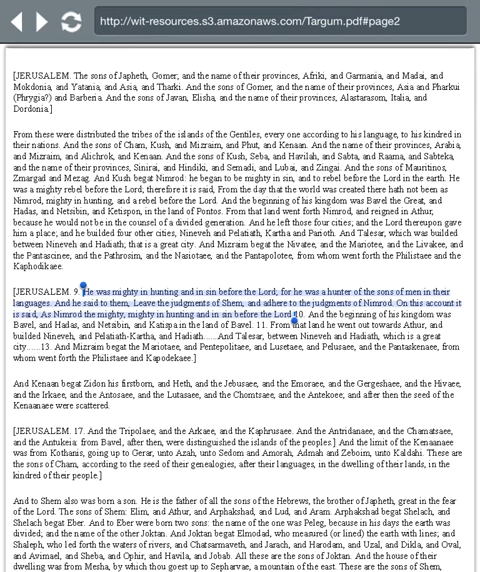 http://wit-resources.s3.amazonaws.com/Targum.pdf#page2
[JERUSALEM. The sons of Japheth, Gomer; and the name of their provinces, Afriki, and Garmania, and Madai, and
Mokdonia, and Yatania, and Asia, and Tharki. And the sons of Gomer, and the name of their provinces, Asia and Pharkui
(Phrygia?) and Barberia. And the sons of Javan, Elisha, and the name of their provinces, Alastarasom, Italia, and
Dordonia.]
From these were distributed the tribes of the islands of the Gentiles, every one according to his language, to his kindred in
their nations. And the sons of Cham, Kush, and Mizraim, and Phut, and Kenaan. And the name of their provinces, Arabia,
and Mizraim, and Alichrok, and Kenaan. And the sons of Kush, Seba, and Havilah, and Sabta, and Raama, and Sabteka,
and the name of their provinces, Sinirai, and Hindiki, and Semadi, and Lubai, and Zingai. And the sons of Mauritinos,
Zmargad and Mezag. And Kush begat Nimrod: he began to be mighty in sin, and to rebel before the Lord in the earth. He
was a mighty rebel before the Lord; therefore it is said, From the day that the world was created there hath not been as
Nimrod, mighty in hunting, and a rebel before the Lord. And the beginning of his kingdom was Bavel the Great, and
Hadas, and Netsibin, and Ketispon, in the land of Pontos. From that land went forth Nimrod, and reigned in Athur,
because he would not be in the counsel of a divided generation. And he left those four cities; and the Lord thereupon gave
him a place; and he builded four other cities, Nineveh and Pelatiath, Kartha and Parioth. And Talesar, which was builded
between Nineveh and Hadiath; that is a great city. And Mizraim begat the Nivatee, and the Mariotee, and the Livakee, and
the Pantascinee, and the Pathrosim, and the Nasiotaee, and the Pantapolotee, from whom went forth the Philistaee and the
Kaphodikaee.
[JERUSALEM. 9. He was mighty in hunting and in sin before the Lord; for he was a hunter of the sons of men in their
languages. And he said to them, Leave the judgments of Shem, and adhere to the judgments of Nimrod. On this account it
is said, As Nimrod the mighty, mighty in hunting and in sin before the Lord 10. And the beginning of his kingdom was
Bavel, and Hadas, and Netsibin, and Katispa in the land of Bavel. 11. From that land he went out towards Athur, and
builded Nineveh, and Pelatiath-Kartha, and Hadiath......And Talesar, between Nineveh and Hadiath, which is a great
city......13. And Mizraim begat the Mariotaee, and Pentepolitaee, and Lusetaee, and Pelusaee, and the Pantaskenaee, from
whom went forth the Philistaee and Kapodekaee.]
And Kenaan begat Zidon his firstborn, and Heth, and the Jebusaee, and the Emoraee, and the Gergeshaee, and the Hivaee,
and the Irkaee, and the Antosaee, and the Lutasaee, and the Chomtsaee, and the Antekoee; and after then the seed of the
Kenaanaee were scattered.
[JERUSALEM. 17. And the Tripolaee, and the Arkaee, and the Kaphrusaee. And the Antridanaee, and the Chamatsaee,
and the Antukeia: from Bavel, after then, were distinguished the islands of the peoples.] And the limit of the Kenaanaee
was from Kothanis, going up to Gerar, unto Azah, unto Sedom and Amorah, Admah and Zeboim, unto Kaldahi. These are
the sons of Cham, according to the seed of their genealogies, after their languages, in the dwelling of their lands, in the
kindred of their people.]
And to Shem also was born a son. He is the father of all the sons of the Hebrews, the brother of Japheth, great in the fear
of the Lord. The sons of Shem: Elim, and Athur, and Arphakshad, and Lud, and Aram. Arphakshad begat Shelach, and
Shelach begat Eber. And to Eber were born two sons: the name of the one was Peleg, because in his days the earth was
divided; and the name of the other Joktan. And Joktan begat Elmodad, who measured (or lined) the earth with lines; and
Shaleph, who led forth the waters of rivers, and Chatsarmaveth, and Jarach, and Harodam, and Uzal, and Dikla, and Oval,
and Avimael, and Sheba, and Ophir, and Havila, and Jobab. All these are the sons of Joktan. And the house of their
dwelling was from Mesha, by which thou goest up to Sepharvae, a mountain of the east. These are the sons of Shem,